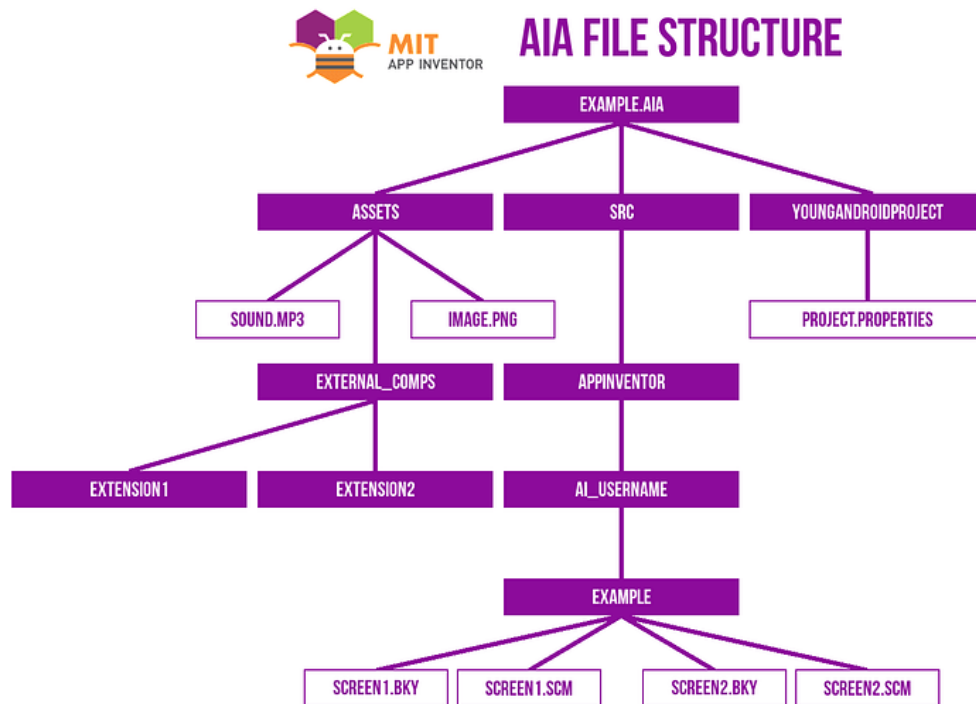 MIT
APP INVENTOR
AIA FILE STRUCTURE
EXAMPLE.AIA
ASSETS
SRC
YOUNGANDROIDPROJECT
SOUND.MP3
IMAGE.PNG
PROJECT.PROPERTIES
EXTERNAL_COMPS
APPINVENTOR
EXTENSION1
EXTENSION2
AI_USERNAME
EXAMPLE
SCREEN1.BKY
SCREEN1.SCM
SCREEN2.BKY
SCREEN2.SCM